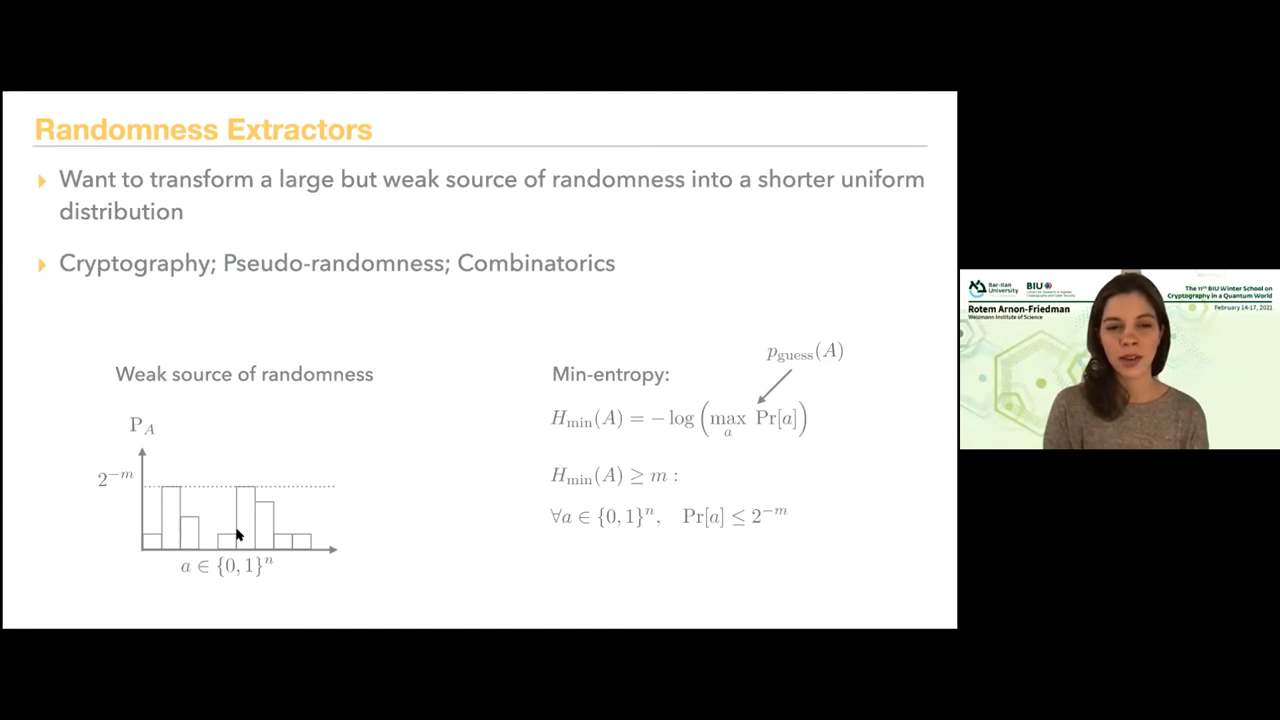 Randomness Extractors
Want to transform a large but weak source of randomness into a shorter uniform
distribution
Cryptography; Pseudo-randomness; Combinatorics
Weak source of randomness
P_A
2^{-m}
a ∈ {0, 1}^n
p_guess(A)
Min-entropy:
H_min(A) = − log (max_a Pr[a])
H_min(A) ≥ m :
∀a ∈ {0, 1}^n, Pr[a] ≤ 2^{-m}
Bar-Ilan
University
BIU
The 11th BIU Winter School on
Cryptography in a Quantum World
February 14-17, 2021
Rotem Arnon-Friedman
Weizmann Institute of Science